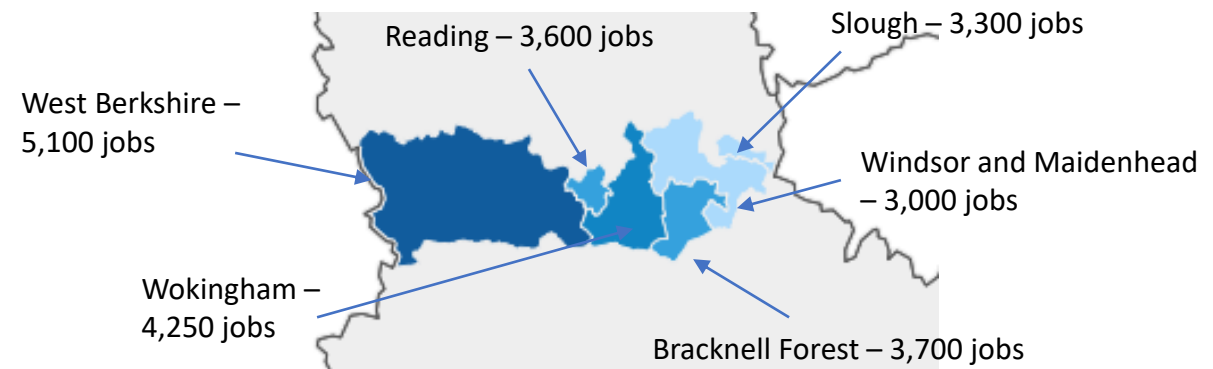 Slough – 3,300 jobs
Reading – 3,600 jobs
West Berkshire –
5,100 jobs
Windsor and Maidenhead
– 3,000 jobs
Wokingham –
4,250 jobs
Bracknell Forest – 3,700 jobs